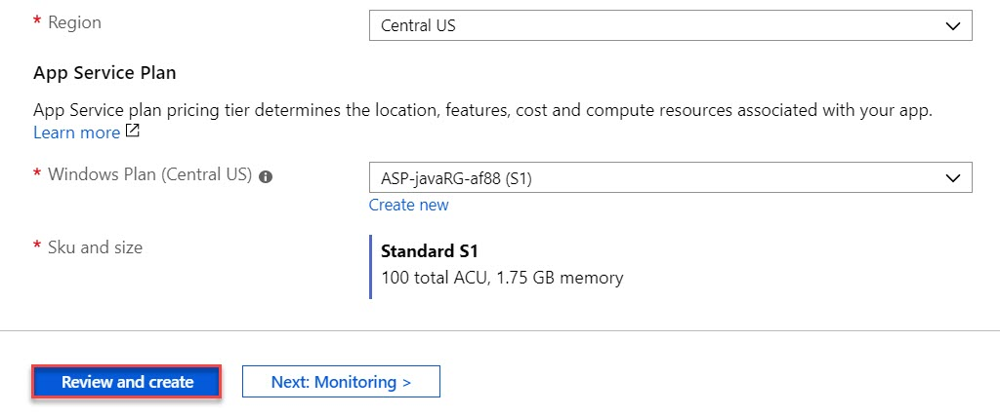 * Region
Central US
App Service Plan
App Service plan pricing tier determines the location, features, cost and compute resources associated with your app.
Learn more
* Windows Plan (Central US)
ASP-javaRG-af88 (S1)
Create new
* Sku and size
Standard S1
100 total ACU, 1.75 GB memory
Review and create
Next: Monitoring >